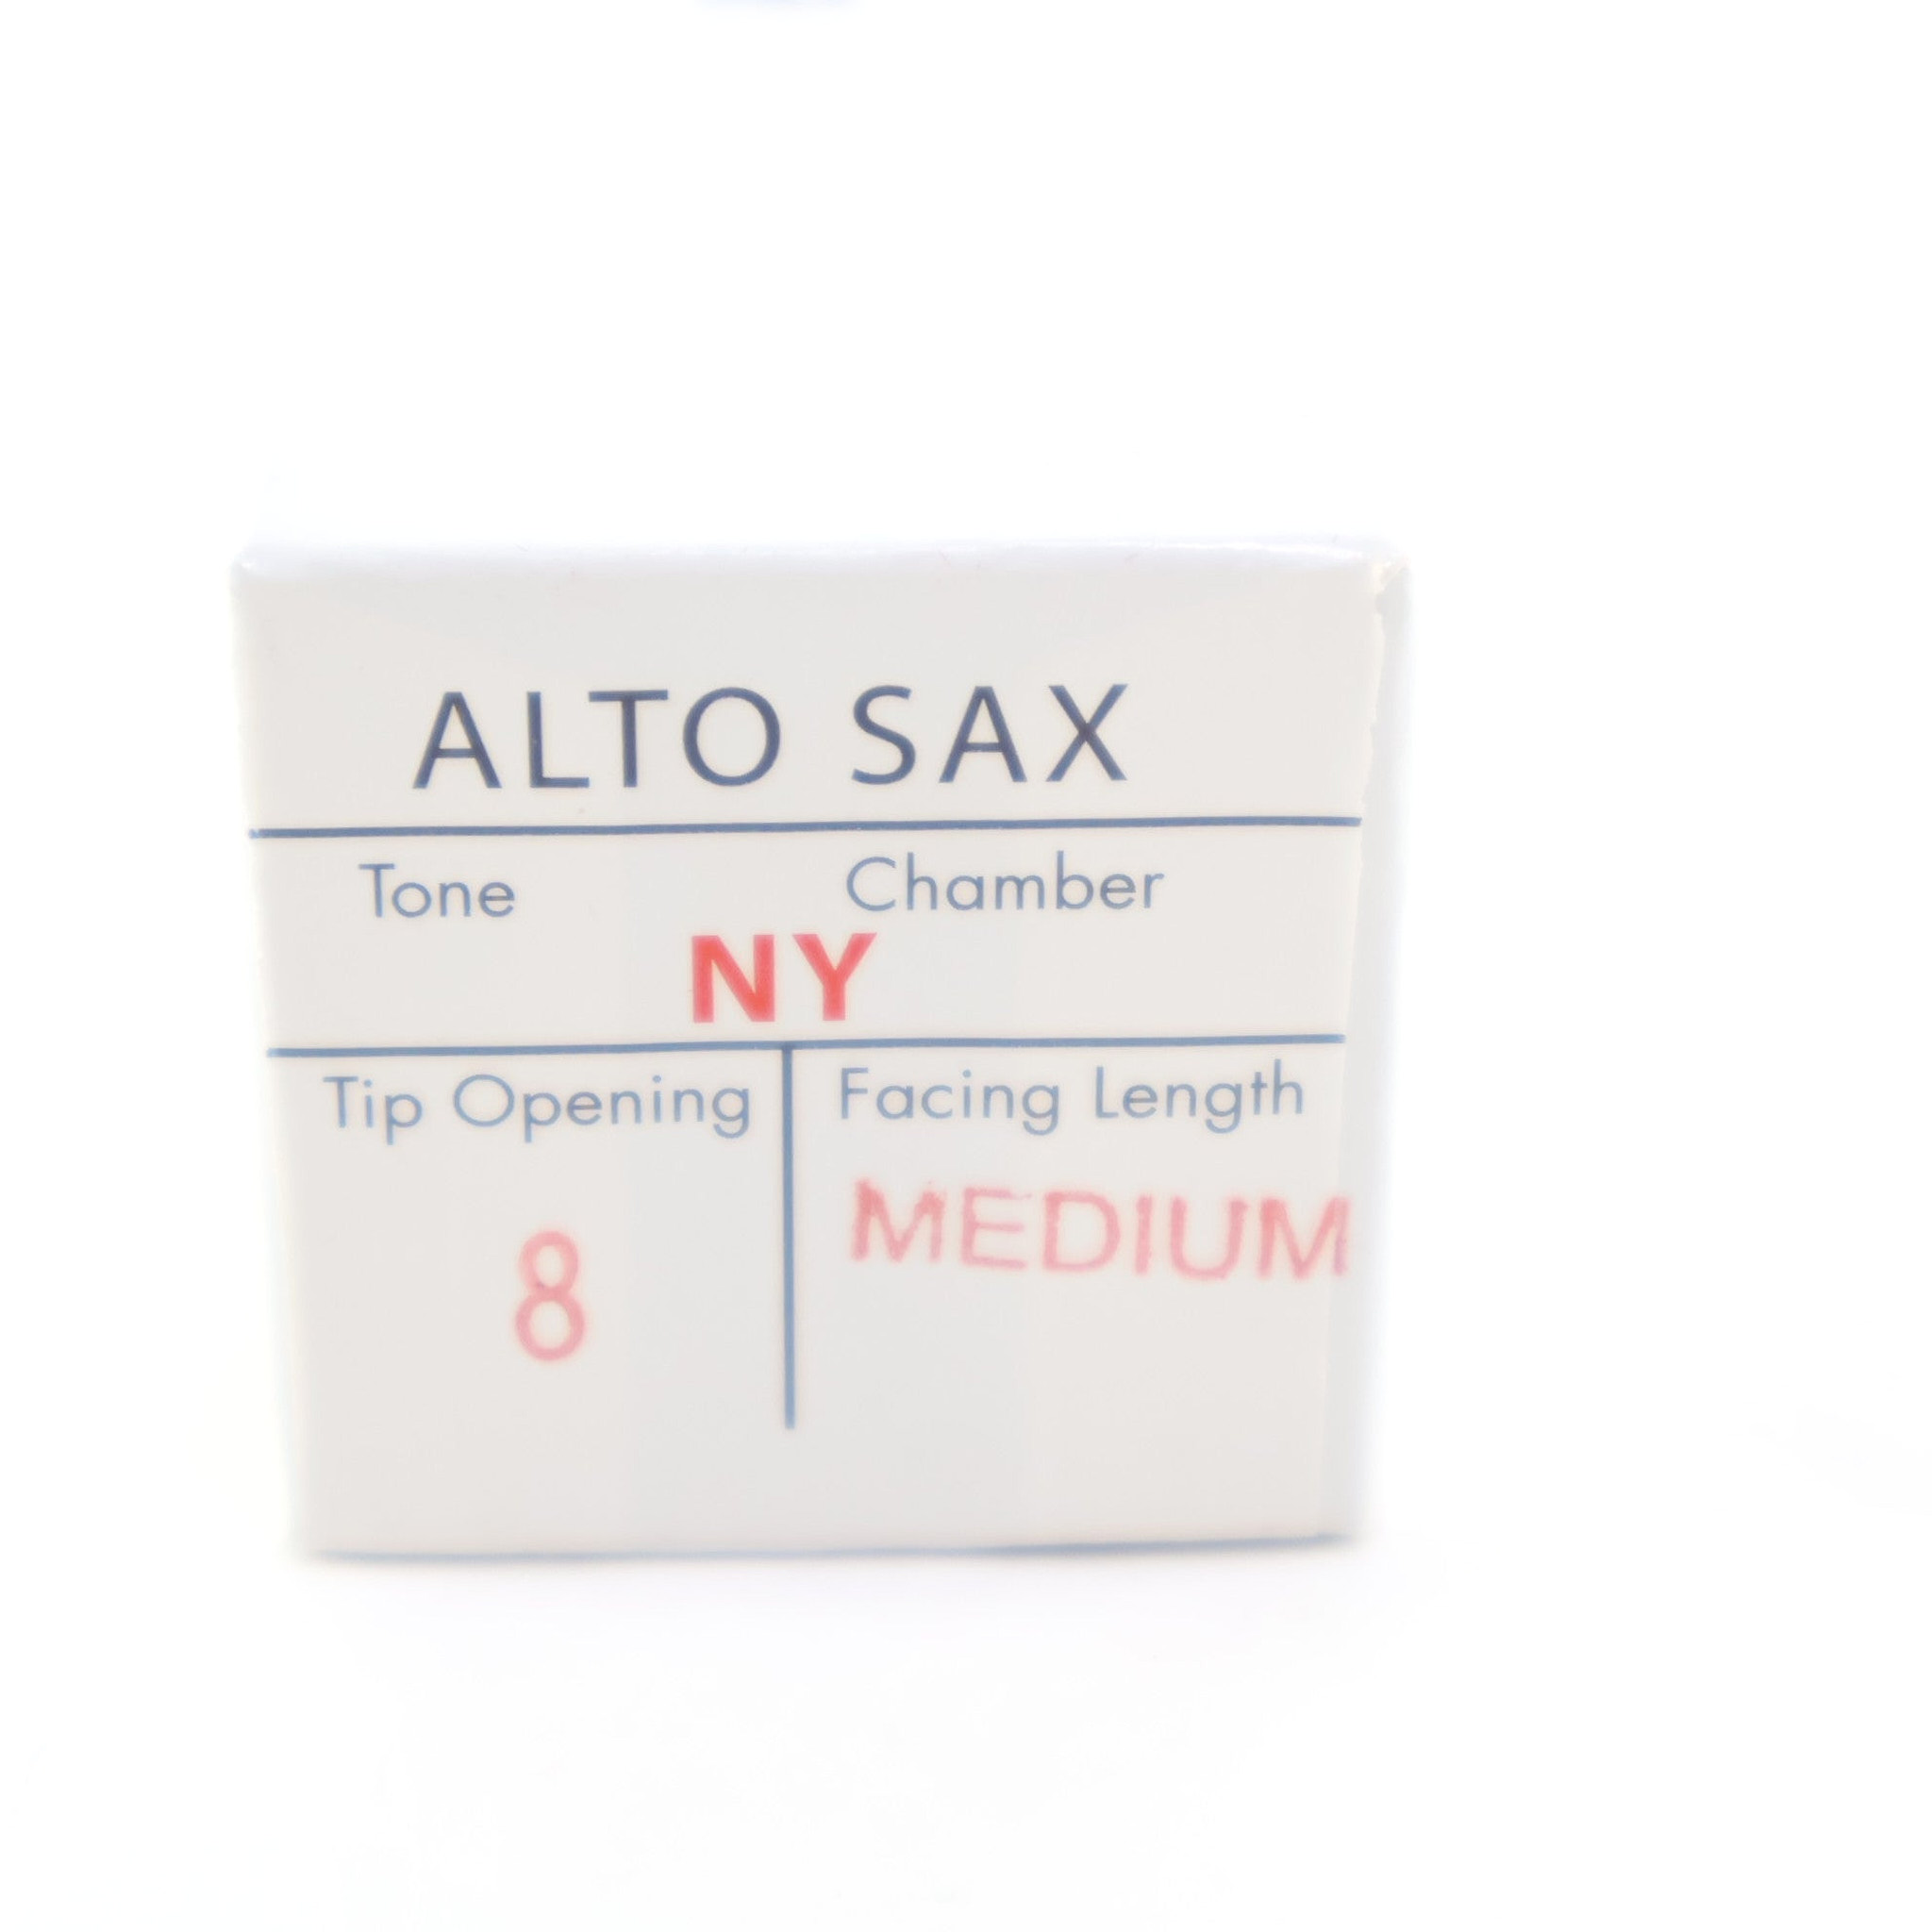 ALTO SAX
Tone Chamber
NY
Tip Opening Facing Length
8 MEDIUM